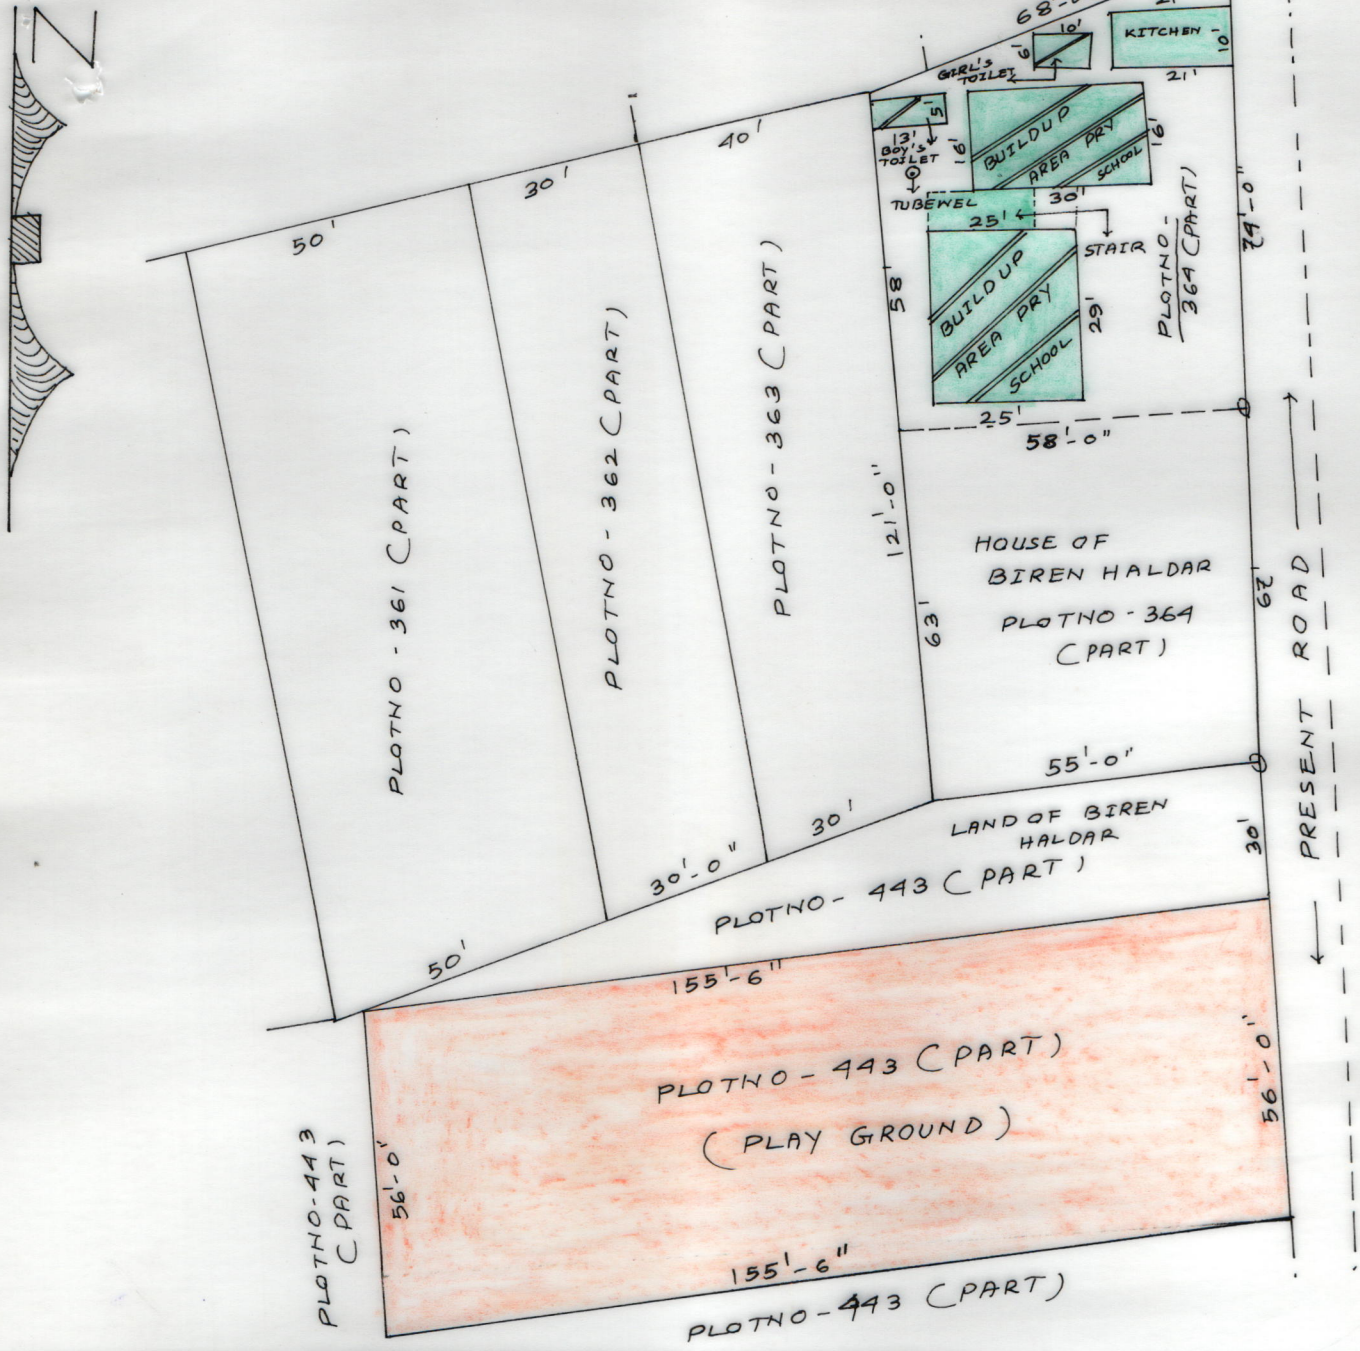 N
68'-0
2
10'
6'
GIRL'S
TOILET
KITCHEN
10'
21'
5'
13'
BOY'S
TOILET
TUBEWEL
16'
BUILDUP
AREA PRY
SCHOOL
16'
30'
25'
STAIR
BUILDUP
AREA PRY
SCHOOL
29'
25'
58'
58'-0"
PLOTNO-
364 (PART)
74'-0"
40'
30'
50'
PLOTNO - 361 (PART)
PLOTNO - 362 (PART)
PLOTNO - 363 (PART)
121'-0"
63'
HOUSE OF
BIREN HALDAR
PLOTNO - 364
(PART)
62'
PRESENT ROAD
55'-0"
30'
30'-0"
50'
LAND OF BIREN
HALDAR
PLOTNO - 443 (PART)
30'
155'-6"
PLOTNO - 443 (PART)
(PLAY GROUND)
56'-0"
56'-0"
155'-6"
PLOTNO-443
(PART)
PLOTNO-443 (PART)